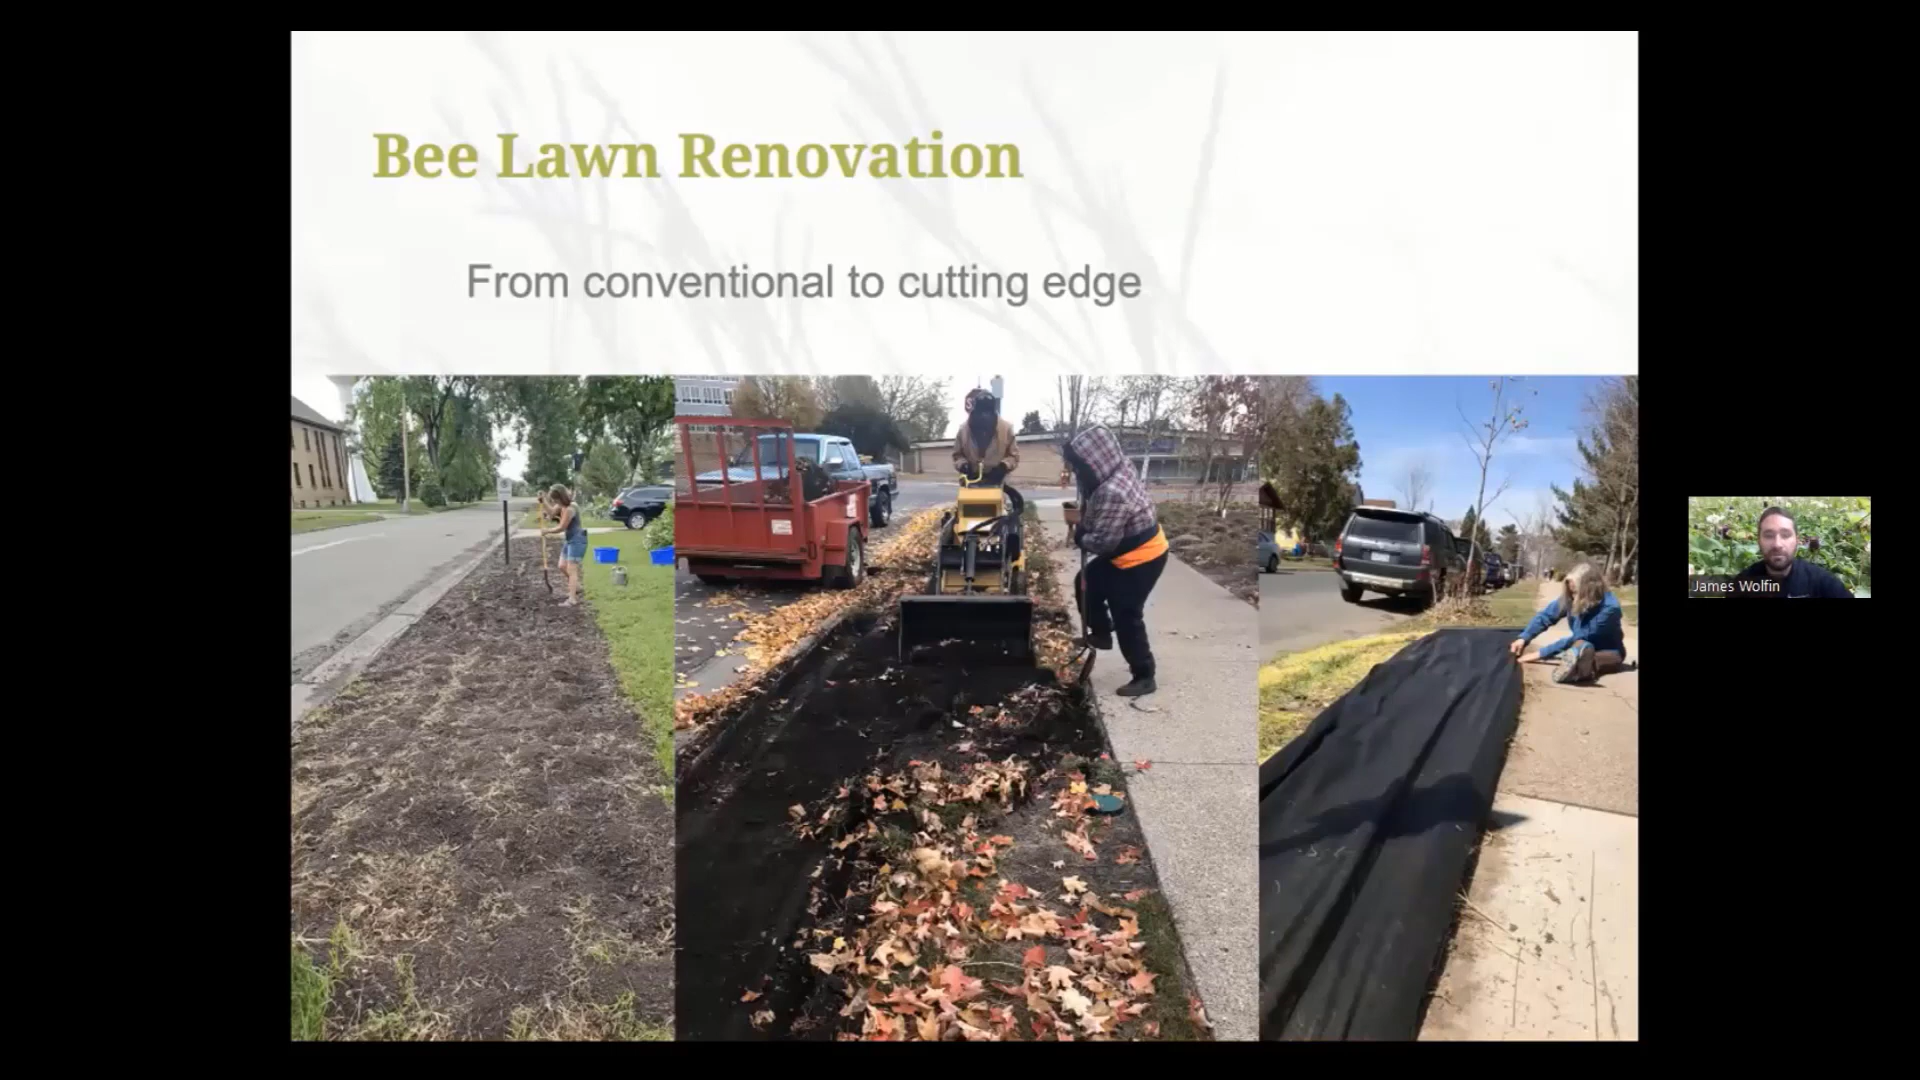 Bee Lawn Renovation
From conventional to cutting edge
James Wolfin